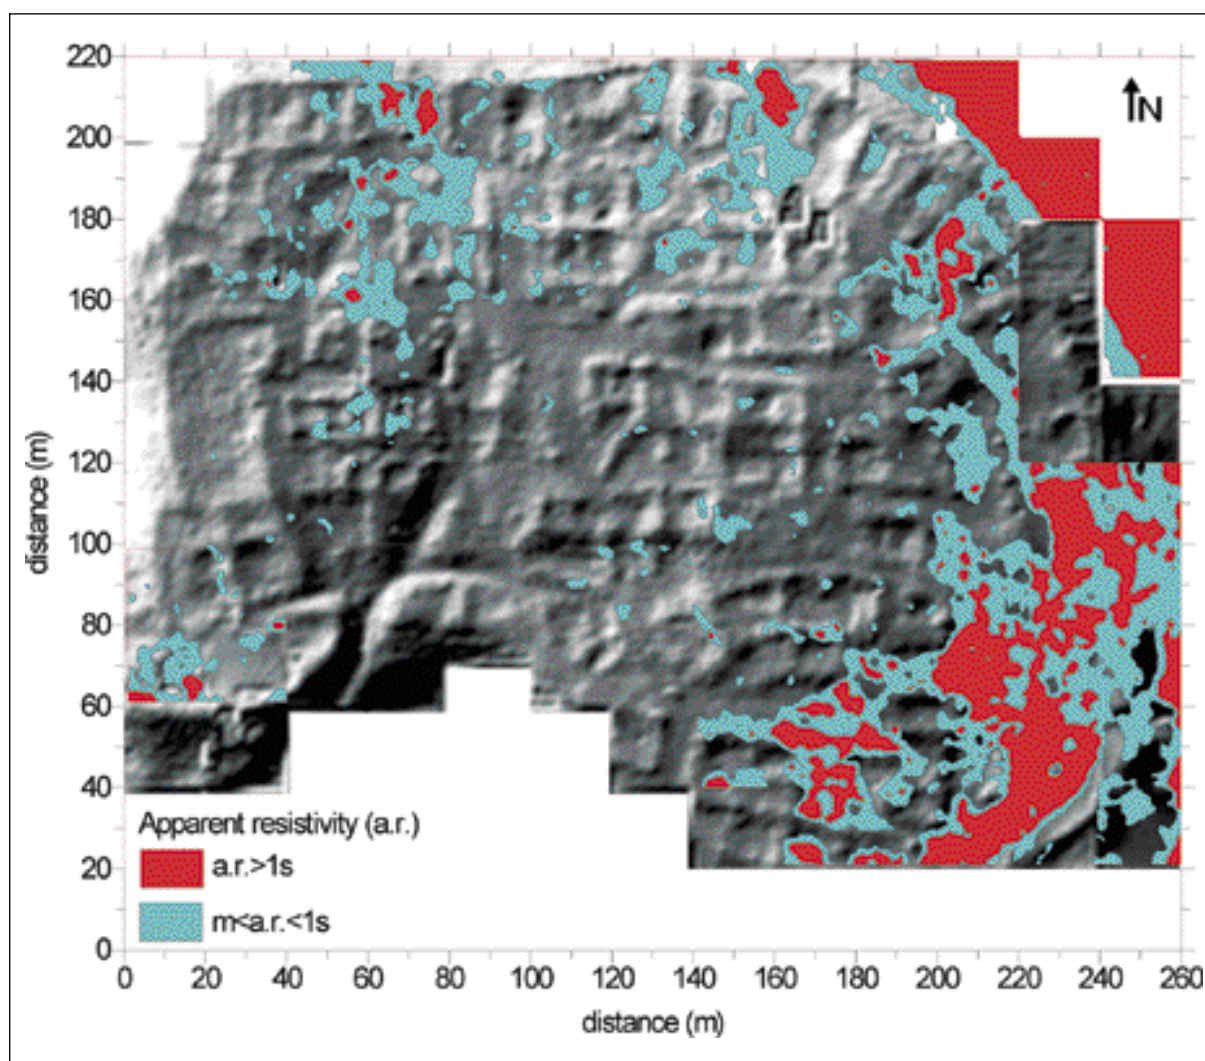 220
200
180
160
140
120
100
80
60
40
20
0
distance (m)
N
Apparent resistivity (a.r.)
a.r.>1s
m<a.r.<1s
0 20 40 60 80 100 120 140 160 180 200 220 240 260
distance (m)